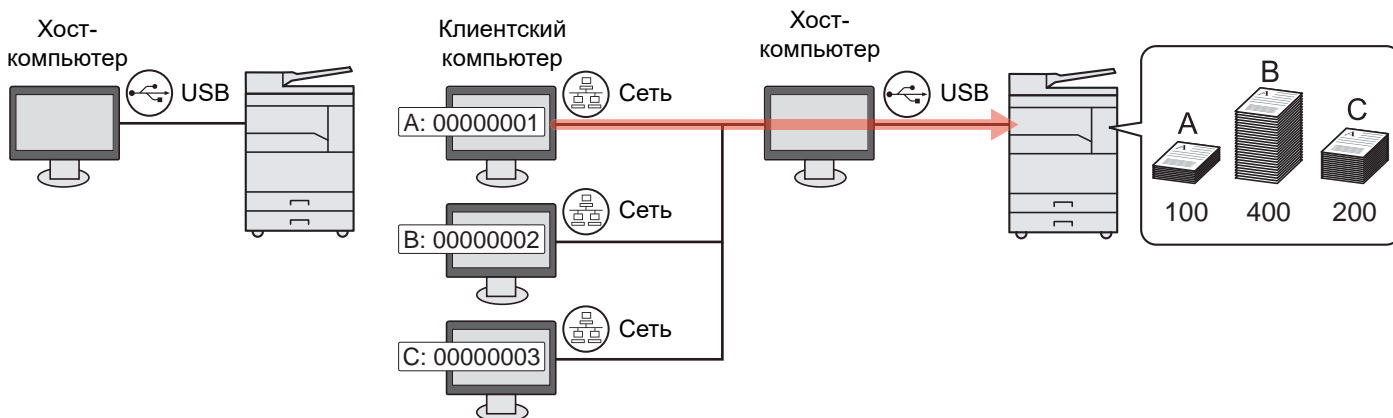 Хост-
компьютер
USB
Клиентский
компьютер
Сеть
A: 00000001
Сеть
B: 00000002
Сеть
C: 00000003
Хост-
компьютер
USB
A
B
C
100
400
200